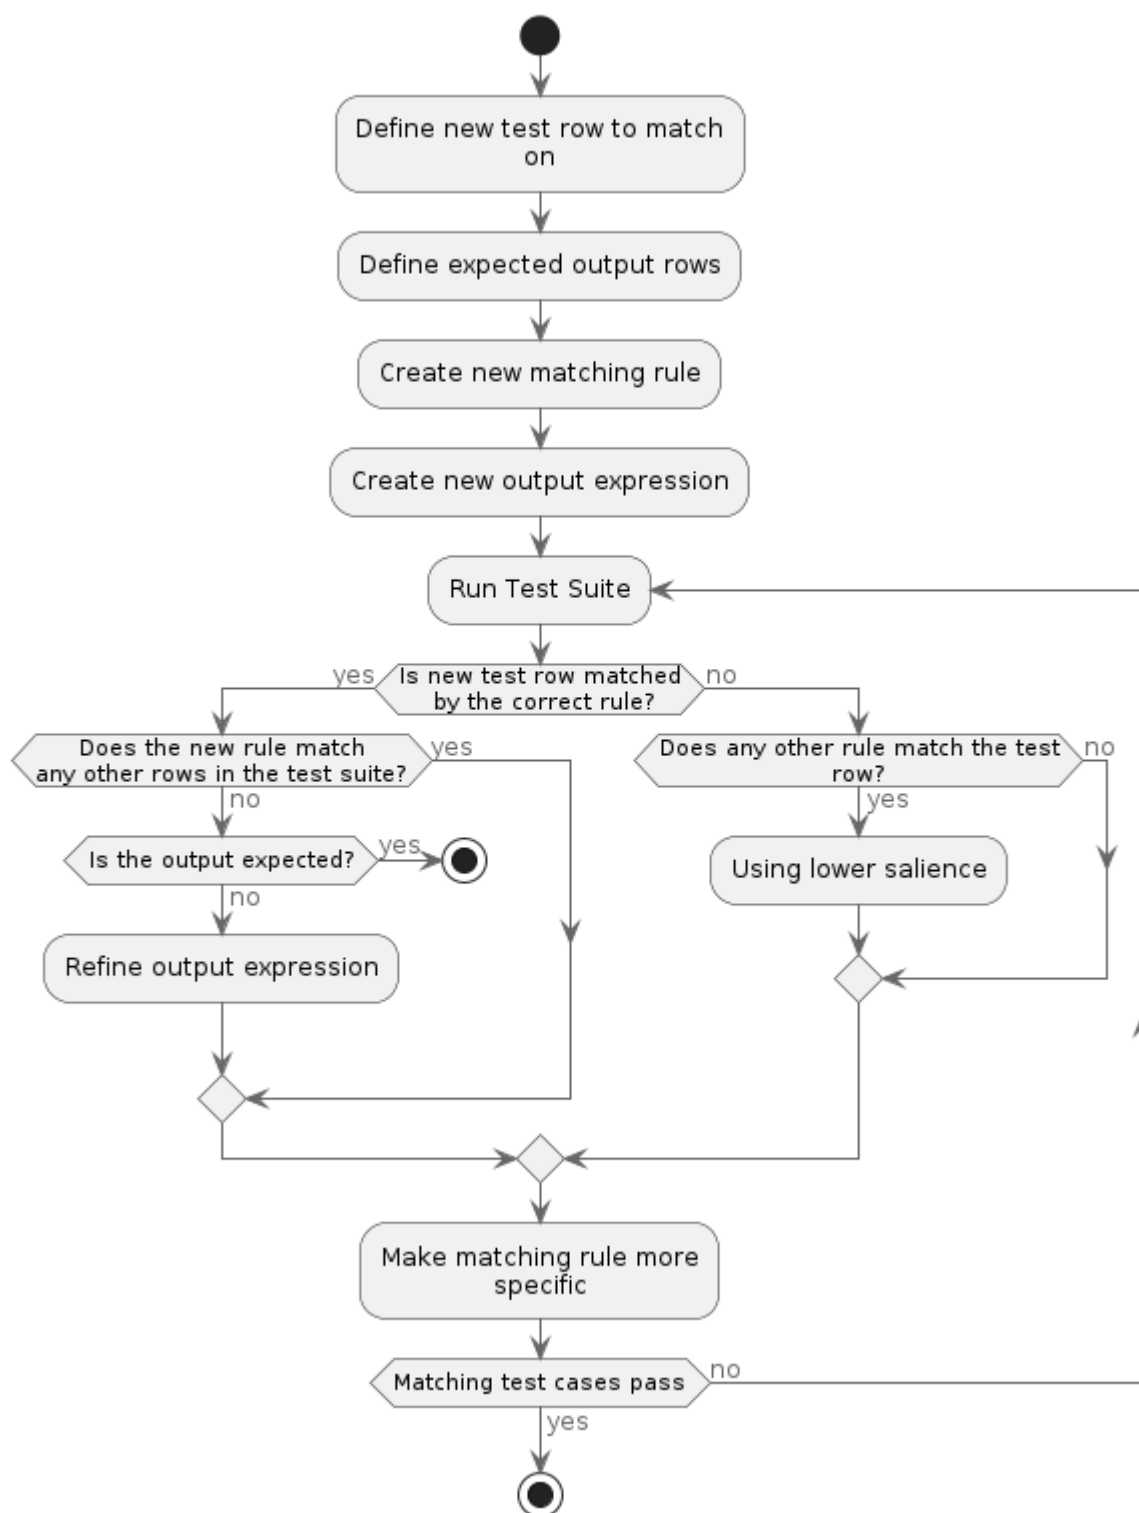 Define new test row to match
on
Define expected output rows
Create new matching rule
Create new output expression
Run Test Suite
yes
Is new test row matched
by the correct rule?
no
Does the new rule match
any other rows in the test suite?
yes
Does any other rule match the test
row?
no
no
yes
Is the output expected?
yes
Using lower salience
no
Refine output expression
Make matching rule more
specific
Matching test cases pass
no
yes